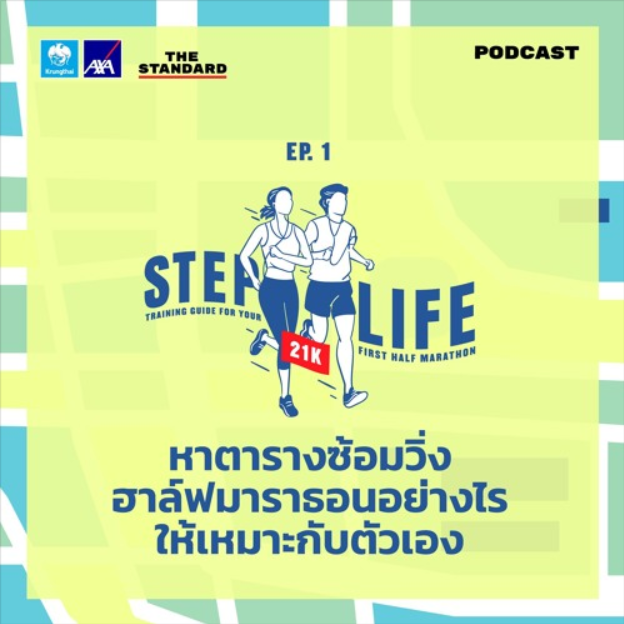 Krungthai
AXA
THE
STANDARD
PODCAST
EP. 1
STEP LIFE
TRAINING GUIDE FOR YOUR
21K
FIRST HALF MARATHON
หาตารางซ้อมวิ่ง
ฮาล์ฟมาราธอนอย่างไร
ให้เหมาะกับตัวเอง